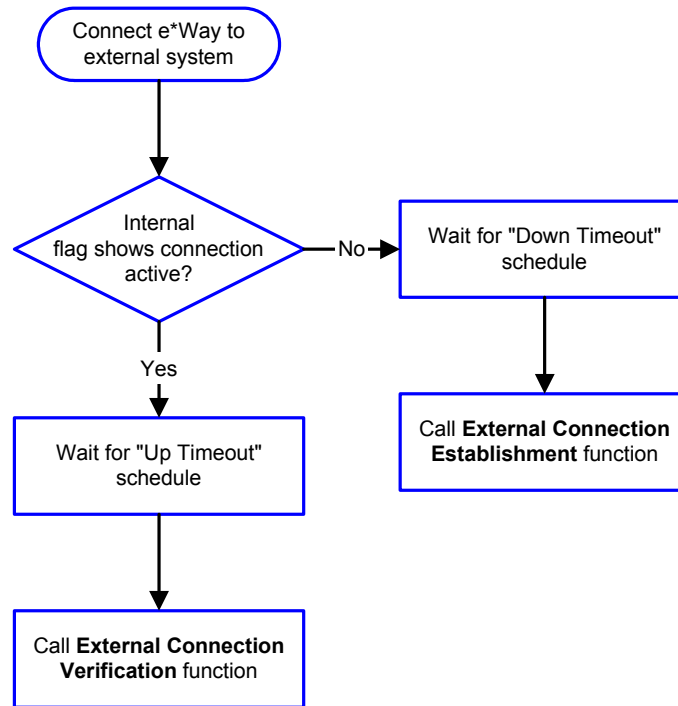 Connect e*Way to
external system
Internal
flag shows connection
active?
No
Wait for "Down Timeout"
schedule
Yes
Call External Connection
Establishment function
Wait for "Up Timeout"
schedule
Call External Connection
Verification function